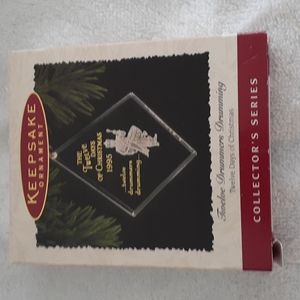 KEEPSAKE
ORNAMENT
THE
Twelve
DAYS
OF CHRISTMAS
1995
...twelve
drummers
drumming...
Twelve Drummers Drumming
Twelve Days of Christmas
COLLECTOR'S SERIES